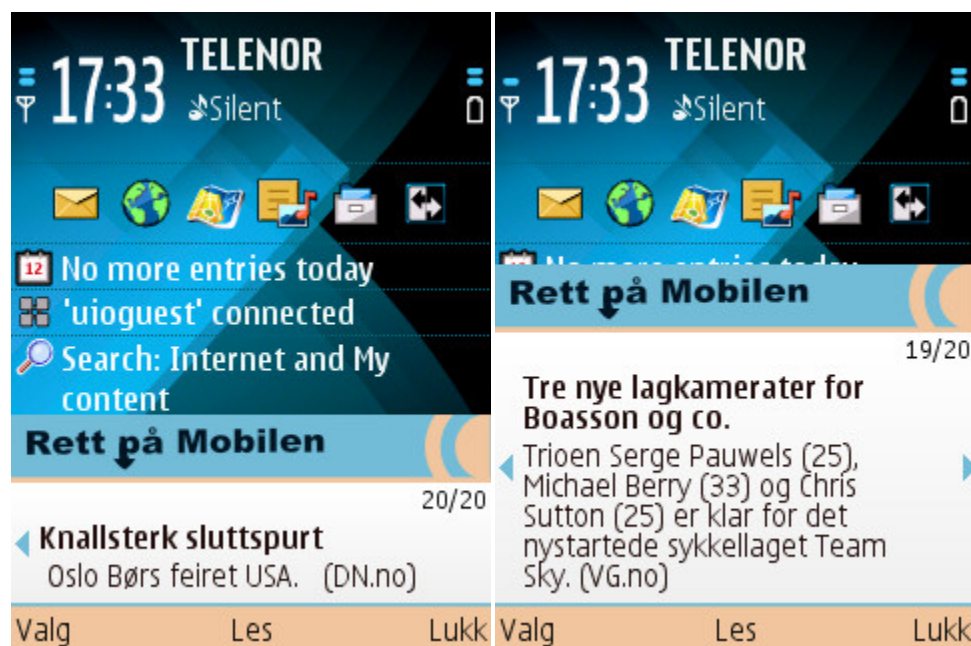 TELENOR
17:33
Silent
12 No more entries today
'uioguest' connected
Search: Internet and My
content
Rett på Mobilen
20/20
Knallsterk sluttspurt
Oslo Børs feiret USA. (DN.no)
Valg Les Lukk
TELENOR
17:33
Silent
Rett på Mobilen
19/20
Tre nye lagkamerater for
Boasson og co.
Trioen Serge Pauwels (25),
Michael Berry (33) og Chris
Sutton (25) er klar for det
nystartede sykkellaget Team
Sky. (VG.no)
Valg Les Lukk